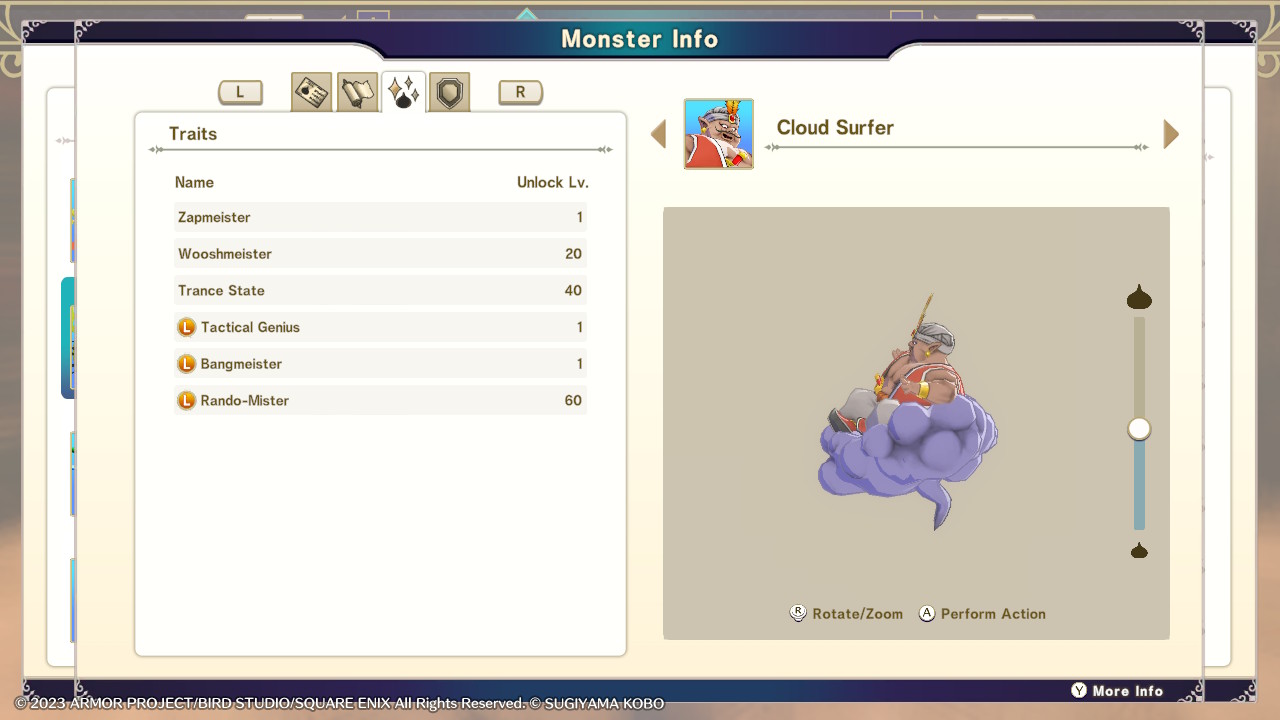 Monster Info
L
R
Traits
Name Unlock Lv.
Zapmeister 1
Wooshmeister 20
Trance State 40
L Tactical Genius 1
L Bangmeister 1
L Rando-Mister 60
Cloud Surfer
R Rotate/Zoom A Perform Action
Y More Info
© 2023 ARMOR PROJECT/BIRD STUDIO/SQUARE ENIX All Rights Reserved. © SUGIYAMA KOBO